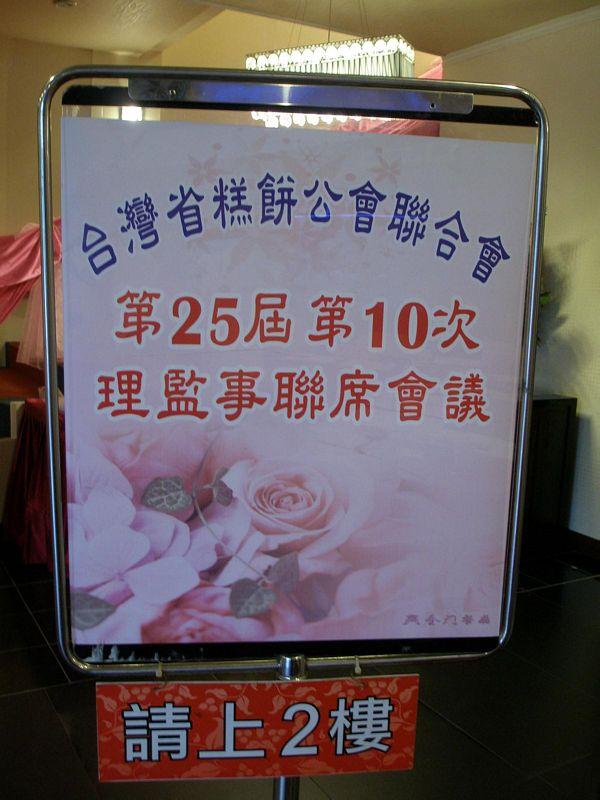 台灣省糕餅公會聯合會
第25屆第10次
理監事聯席會議
請上2樓